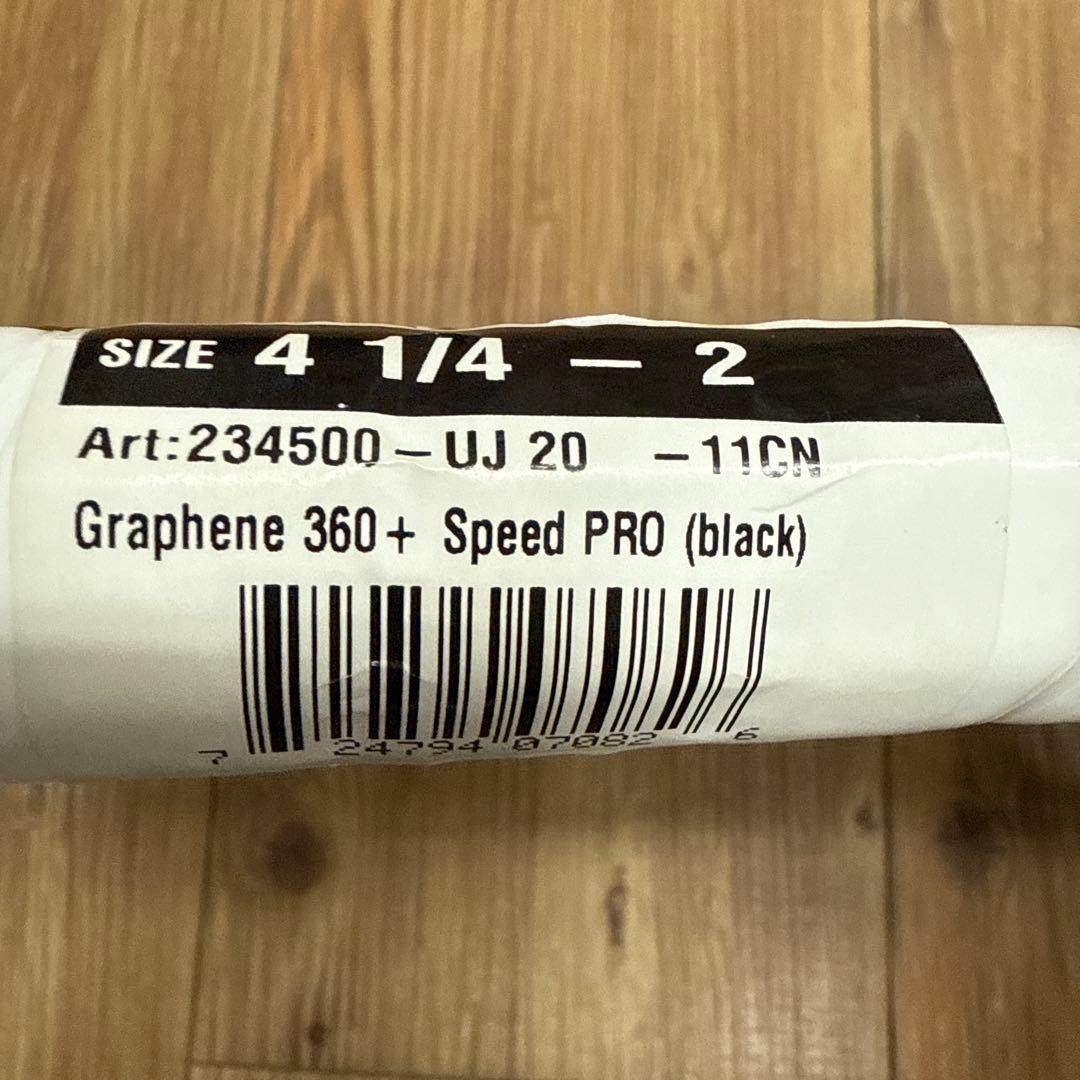 SIZE 4 1/4 – 2
Art:234500–UJ 20 –11CN
Graphene 360+ Speed PRO (black)
7 24794 07082 6